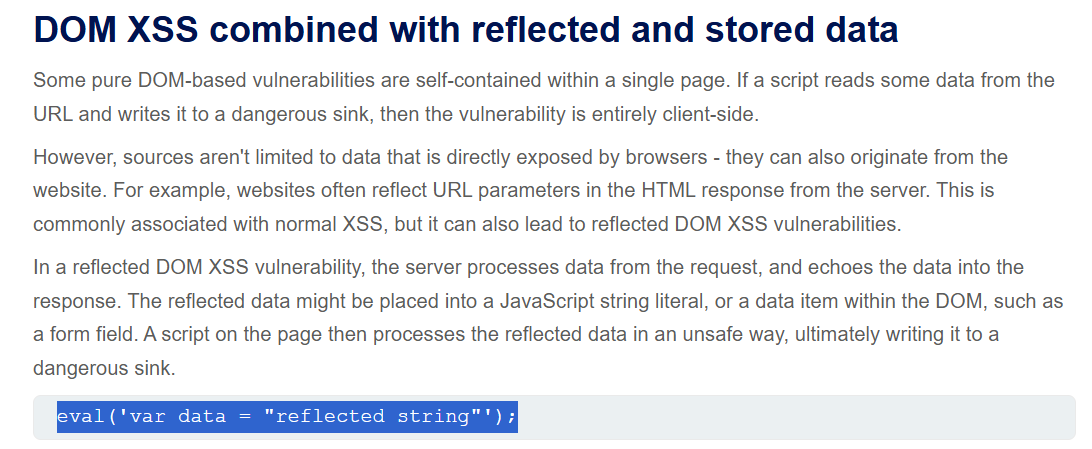 DOM XSS combined with reflected and stored data
Some pure DOM-based vulnerabilities are self-contained within a single page. If a script reads some data from the
URL and writes it to a dangerous sink, then the vulnerability is entirely client-side.
However, sources aren't limited to data that is directly exposed by browsers - they can also originate from the
website. For example, websites often reflect URL parameters in the HTML response from the server. This is
commonly associated with normal XSS, but it can also lead to reflected DOM XSS vulnerabilities.
In a reflected DOM XSS vulnerability, the server processes data from the request, and echoes the data into the
response. The reflected data might be placed into a JavaScript string literal, or a data item within the DOM, such as
a form field. A script on the page then processes the reflected data in an unsafe way, ultimately writing it to a
dangerous sink.
eval('var data = "reflected string"');